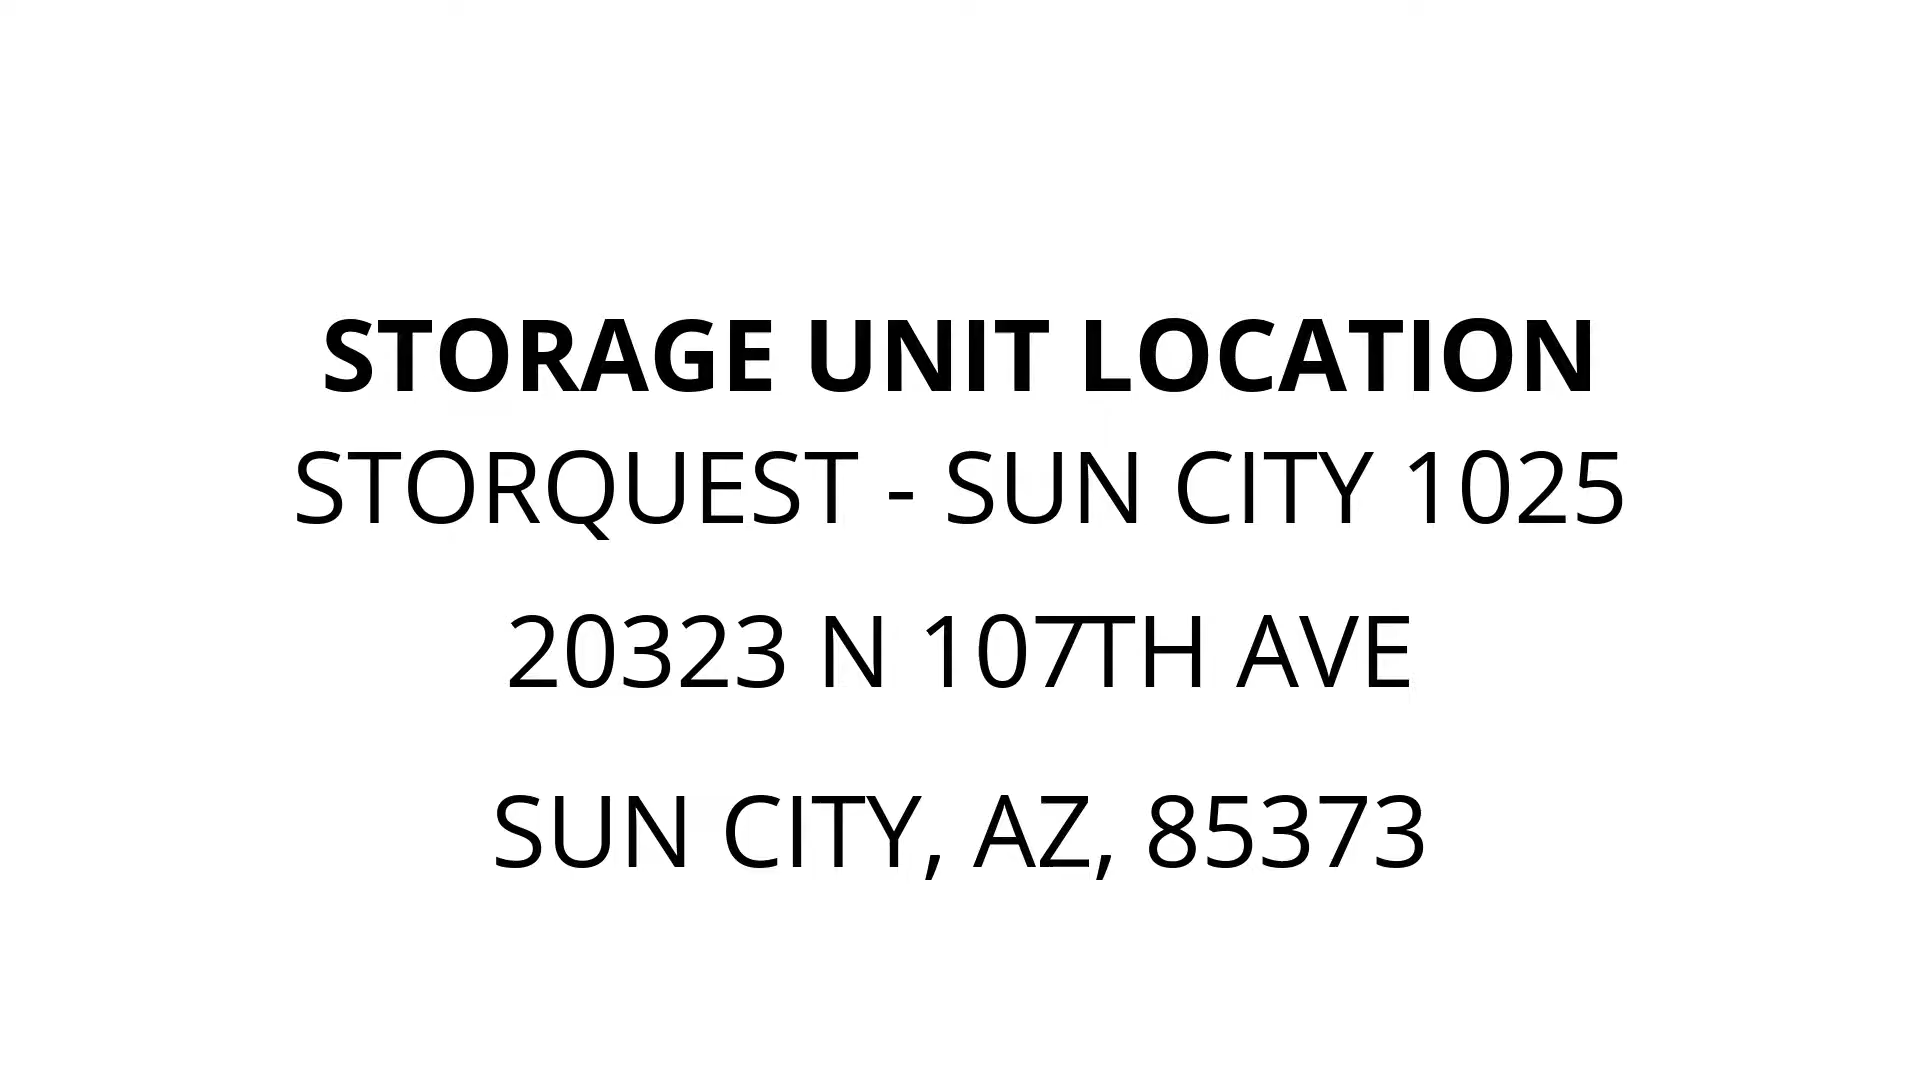 STORAGE UNIT LOCATION
STORQUEST - SUN CITY 1025
20323 N 107TH AVE
SUN CITY, AZ, 85373